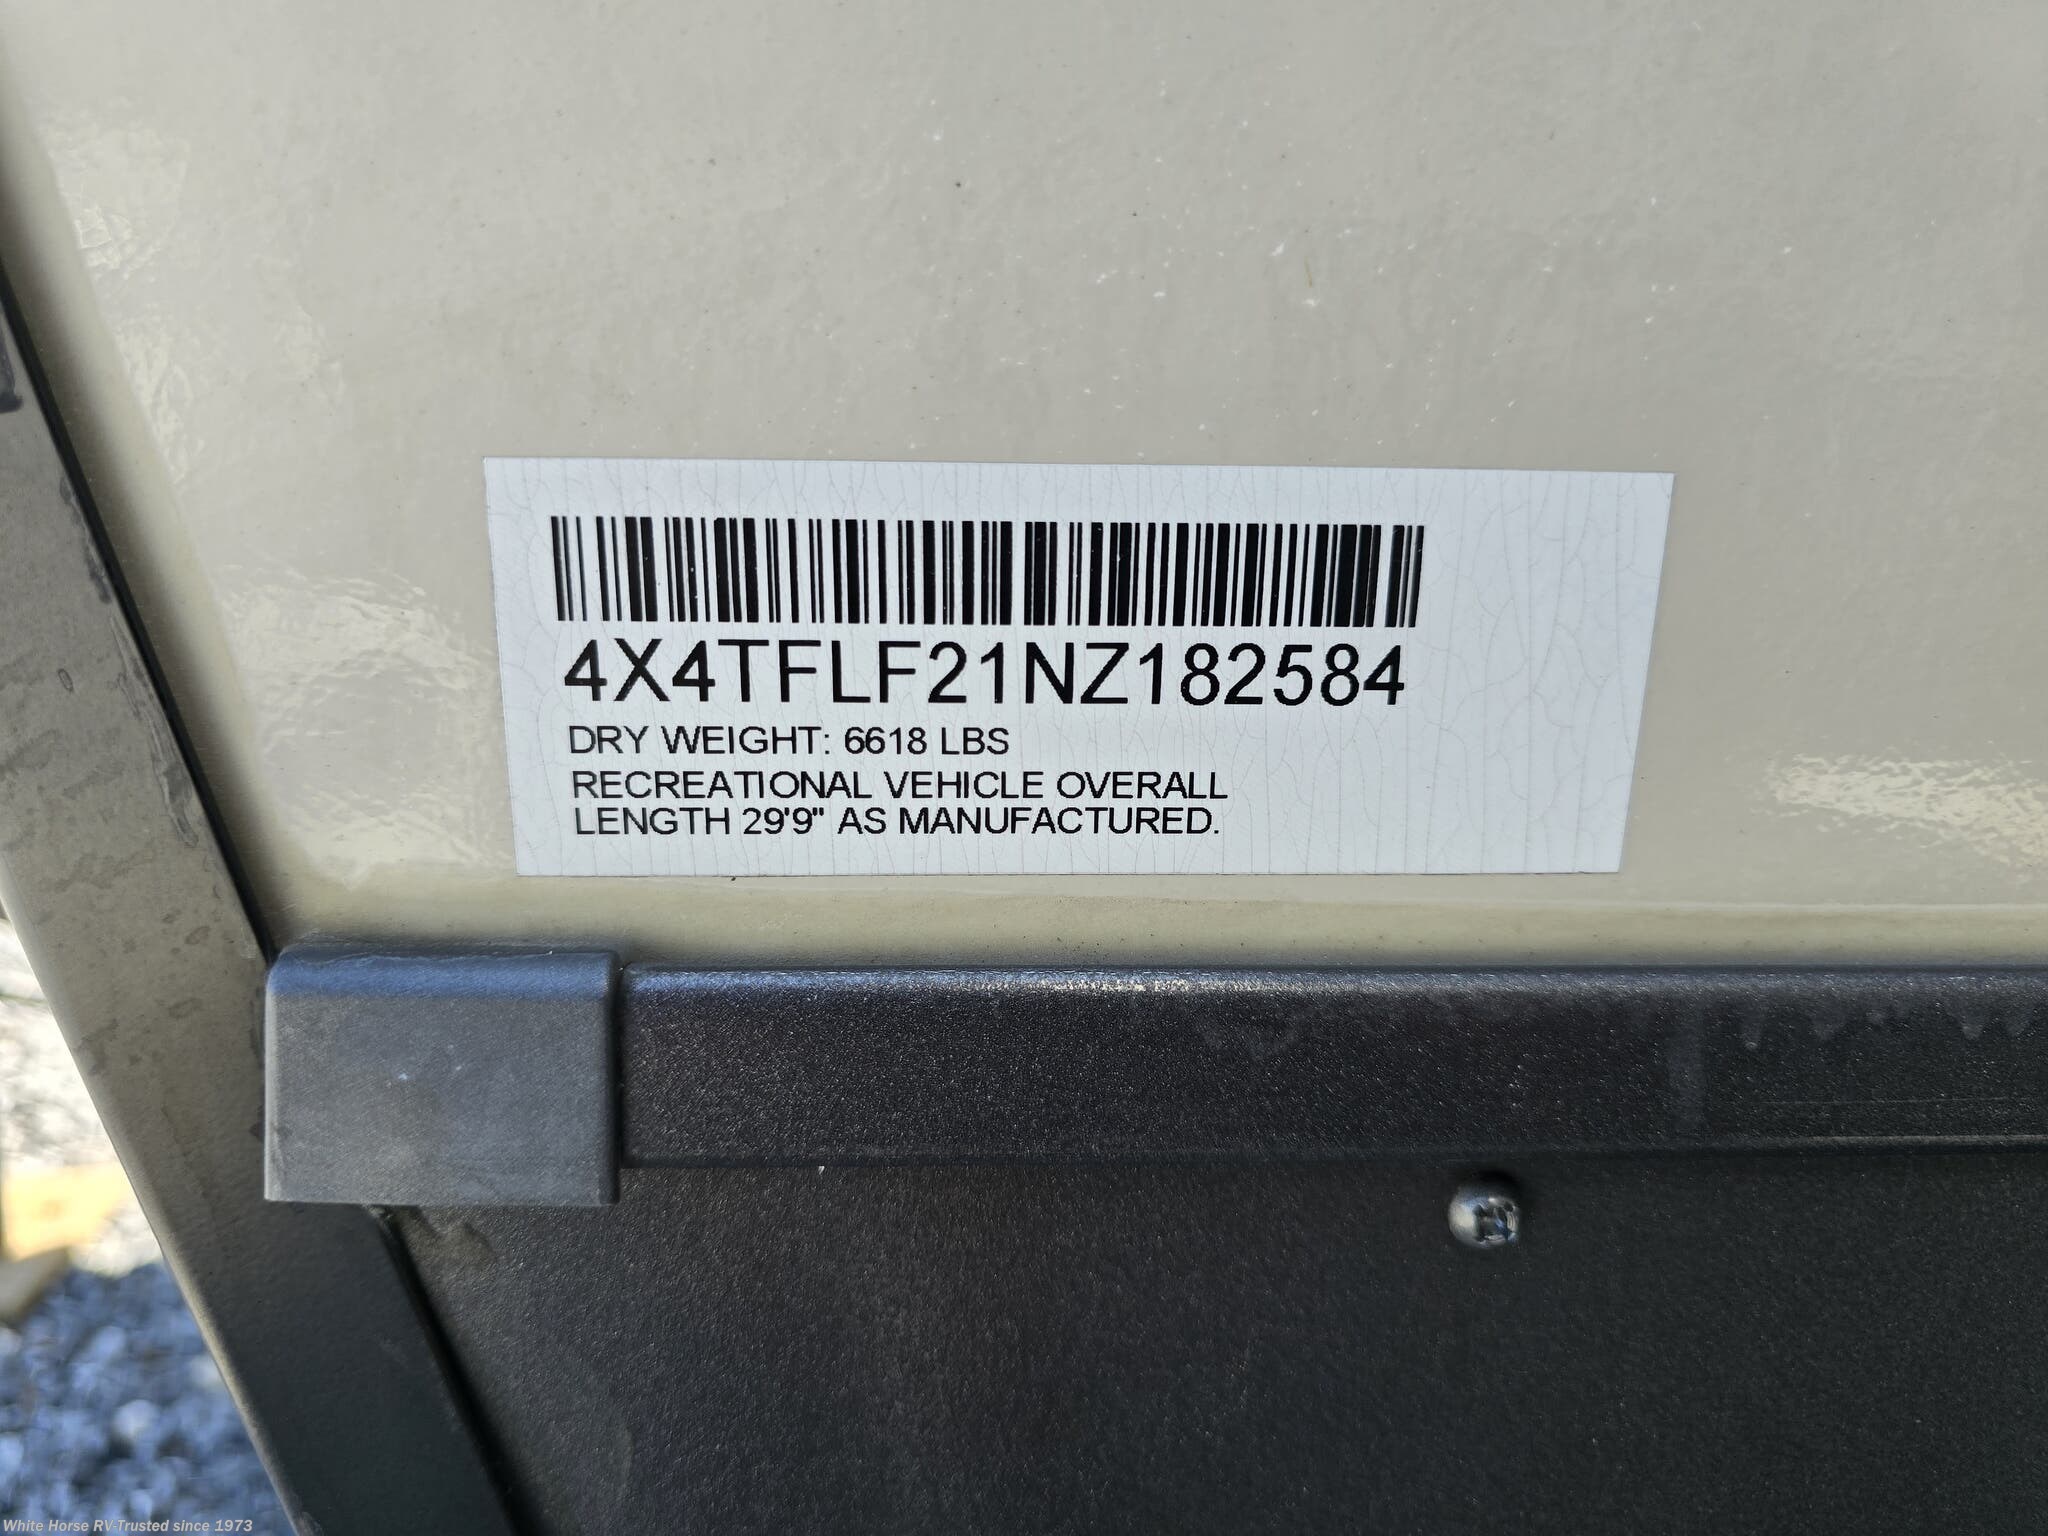 4X4TFLF21NZ182584
DRY WEIGHT: 6618 LBS
RECREATIONAL VEHICLE OVERALL
LENGTH 29'9" AS MANUFACTURED.
White Horse RV-Trusted since 1973